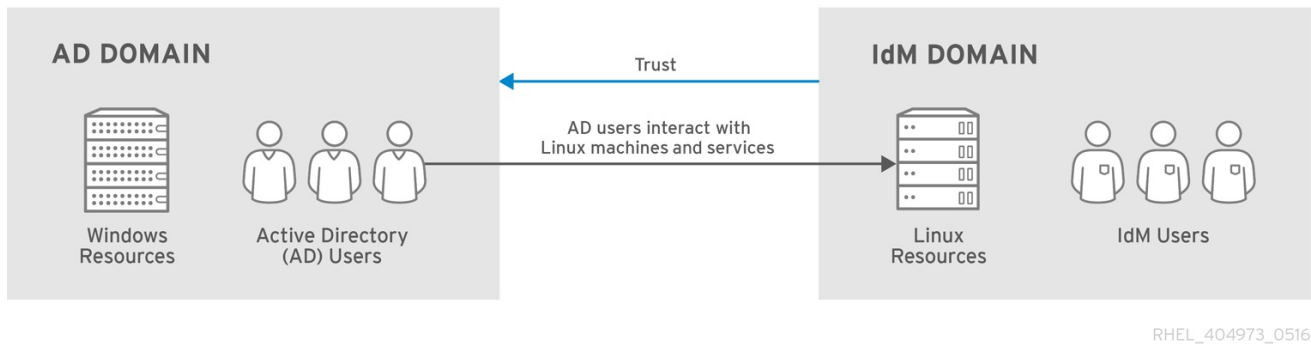 AD DOMAIN
IdM DOMAIN
Trust
AD users interact with
Linux machines and services
Windows
Resources
Active Directory
(AD) Users
Linux
Resources
IdM Users
RHEL_404973_0516